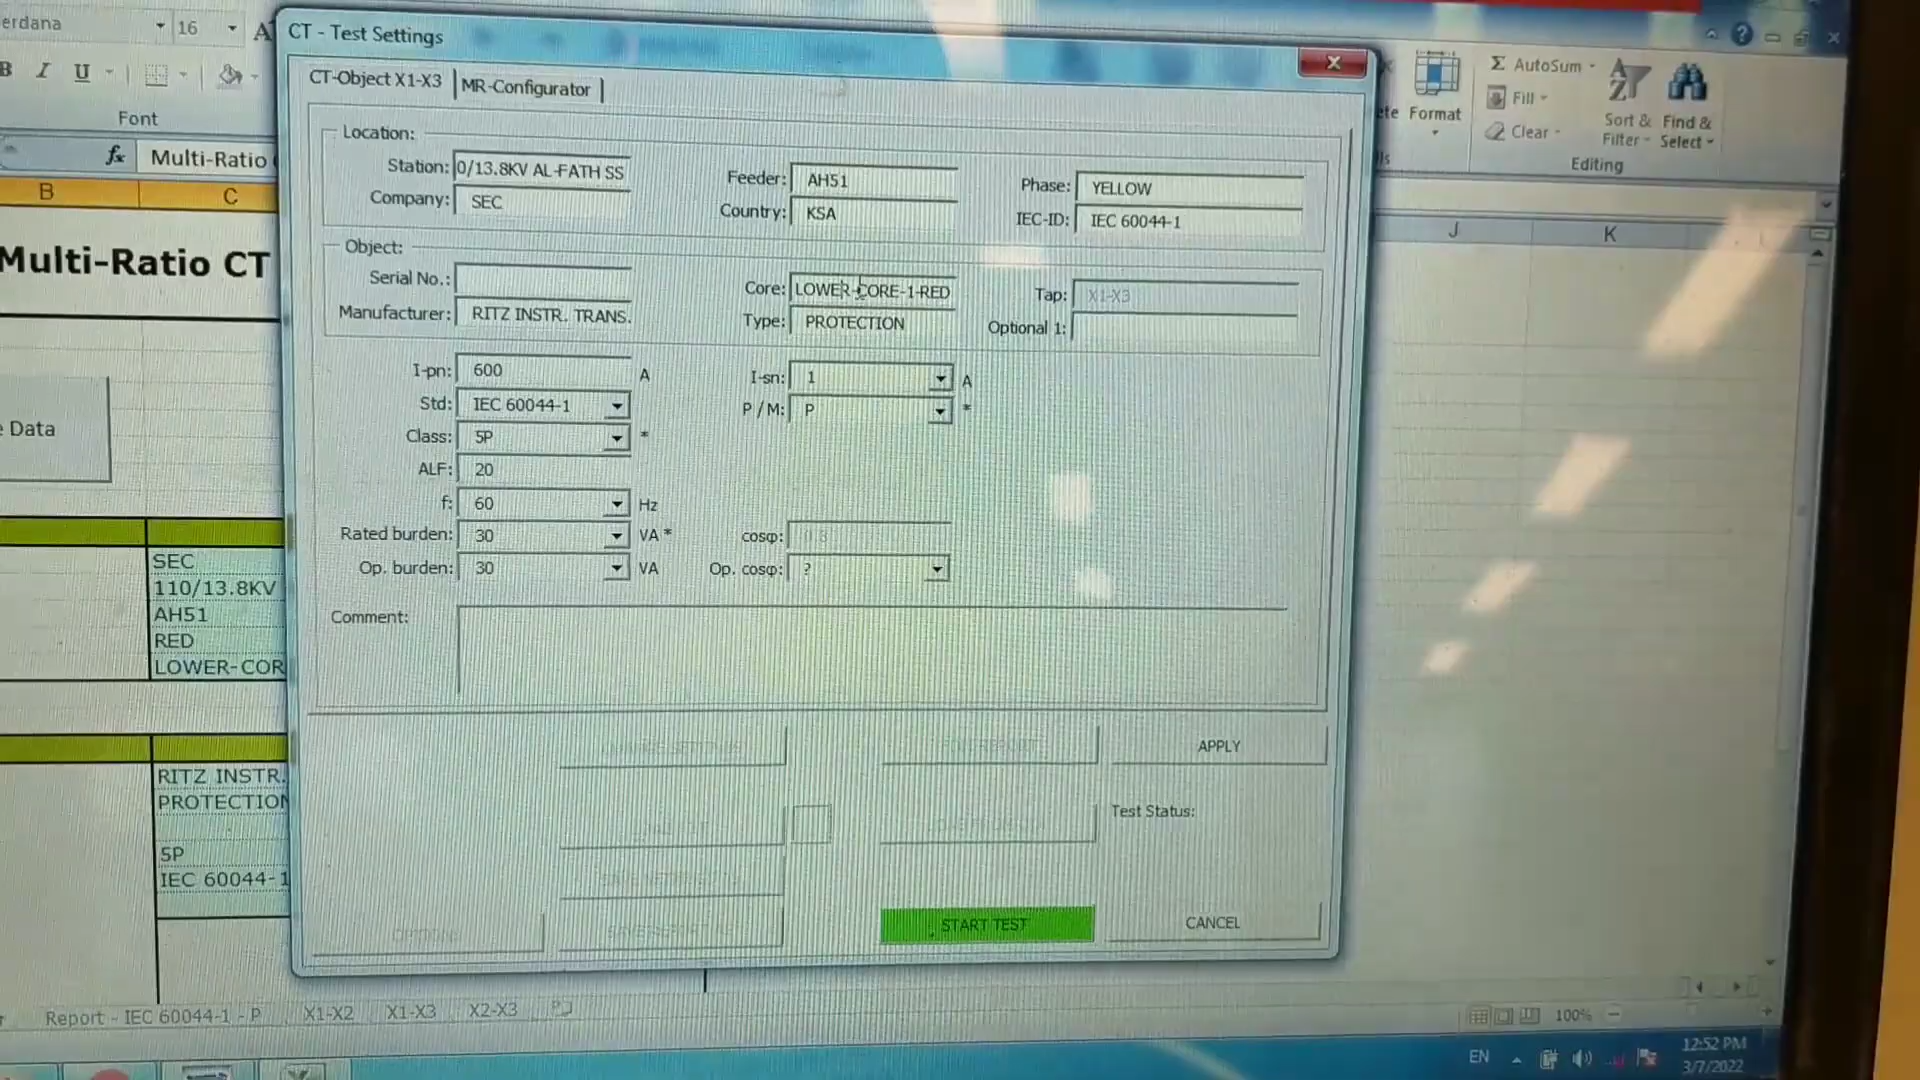 erdana 16 A
CT - Test Settings
B I U
Font
CT-Object X1-X3 MR-Configurator
AutoSum
Fill
Clear
Format
Sort & Filter
Find & Select
Editing
fx Multi-Ratio
B C J K
Multi-Ratio CT
Data
Location:
Station: 0/13.8KV AL-FATH SS Feeder: AH51 Phase: YELLOW
Company: SEC Country: KSA IEC-ID: IEC 60044-1
Object:
Serial No.: Core: LOWER-CORE-1-RED Tap: X1-X3
Manufacturer: RITZ INSTR. TRANS. Type: PROTECTION Optional 1:
I-pn: 600 A I-sn: 1 A
Std: IEC 60044-1 P / M: P *
Class: 5P *
ALF: 20
f: 60 Hz
Rated burden: 30 VA * cosφ:
Op. burden: 30 VA Op. cosφ: ?
Comment:
SEC
110/13.8KV
AH51
RED
LOWER-COR
RITZ INSTR.
PROTECTION
5P
IEC 60044-1
APPLY
Test Status:
START TEST CANCEL
Report - IEC 60044-1 - P X1-X2 X1-X3 X2-X3
100%
EN
12:52 PM
3/7/2022